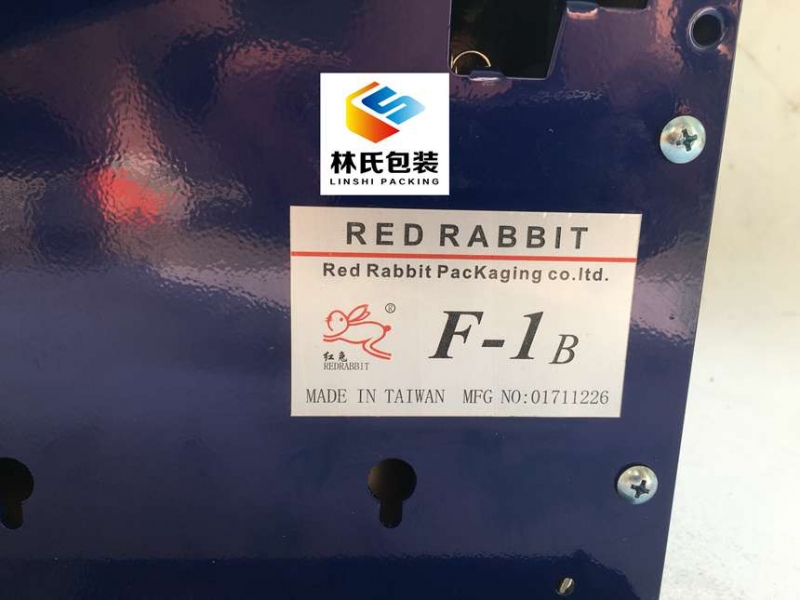 林氏包装
LINSHI PACKING
RED RABBIT
Red Rabbit PacKaging co.ltd.
®
红兔
REDRABBIT
F-1B
MADE IN TAIWAN MFG NO:01711226